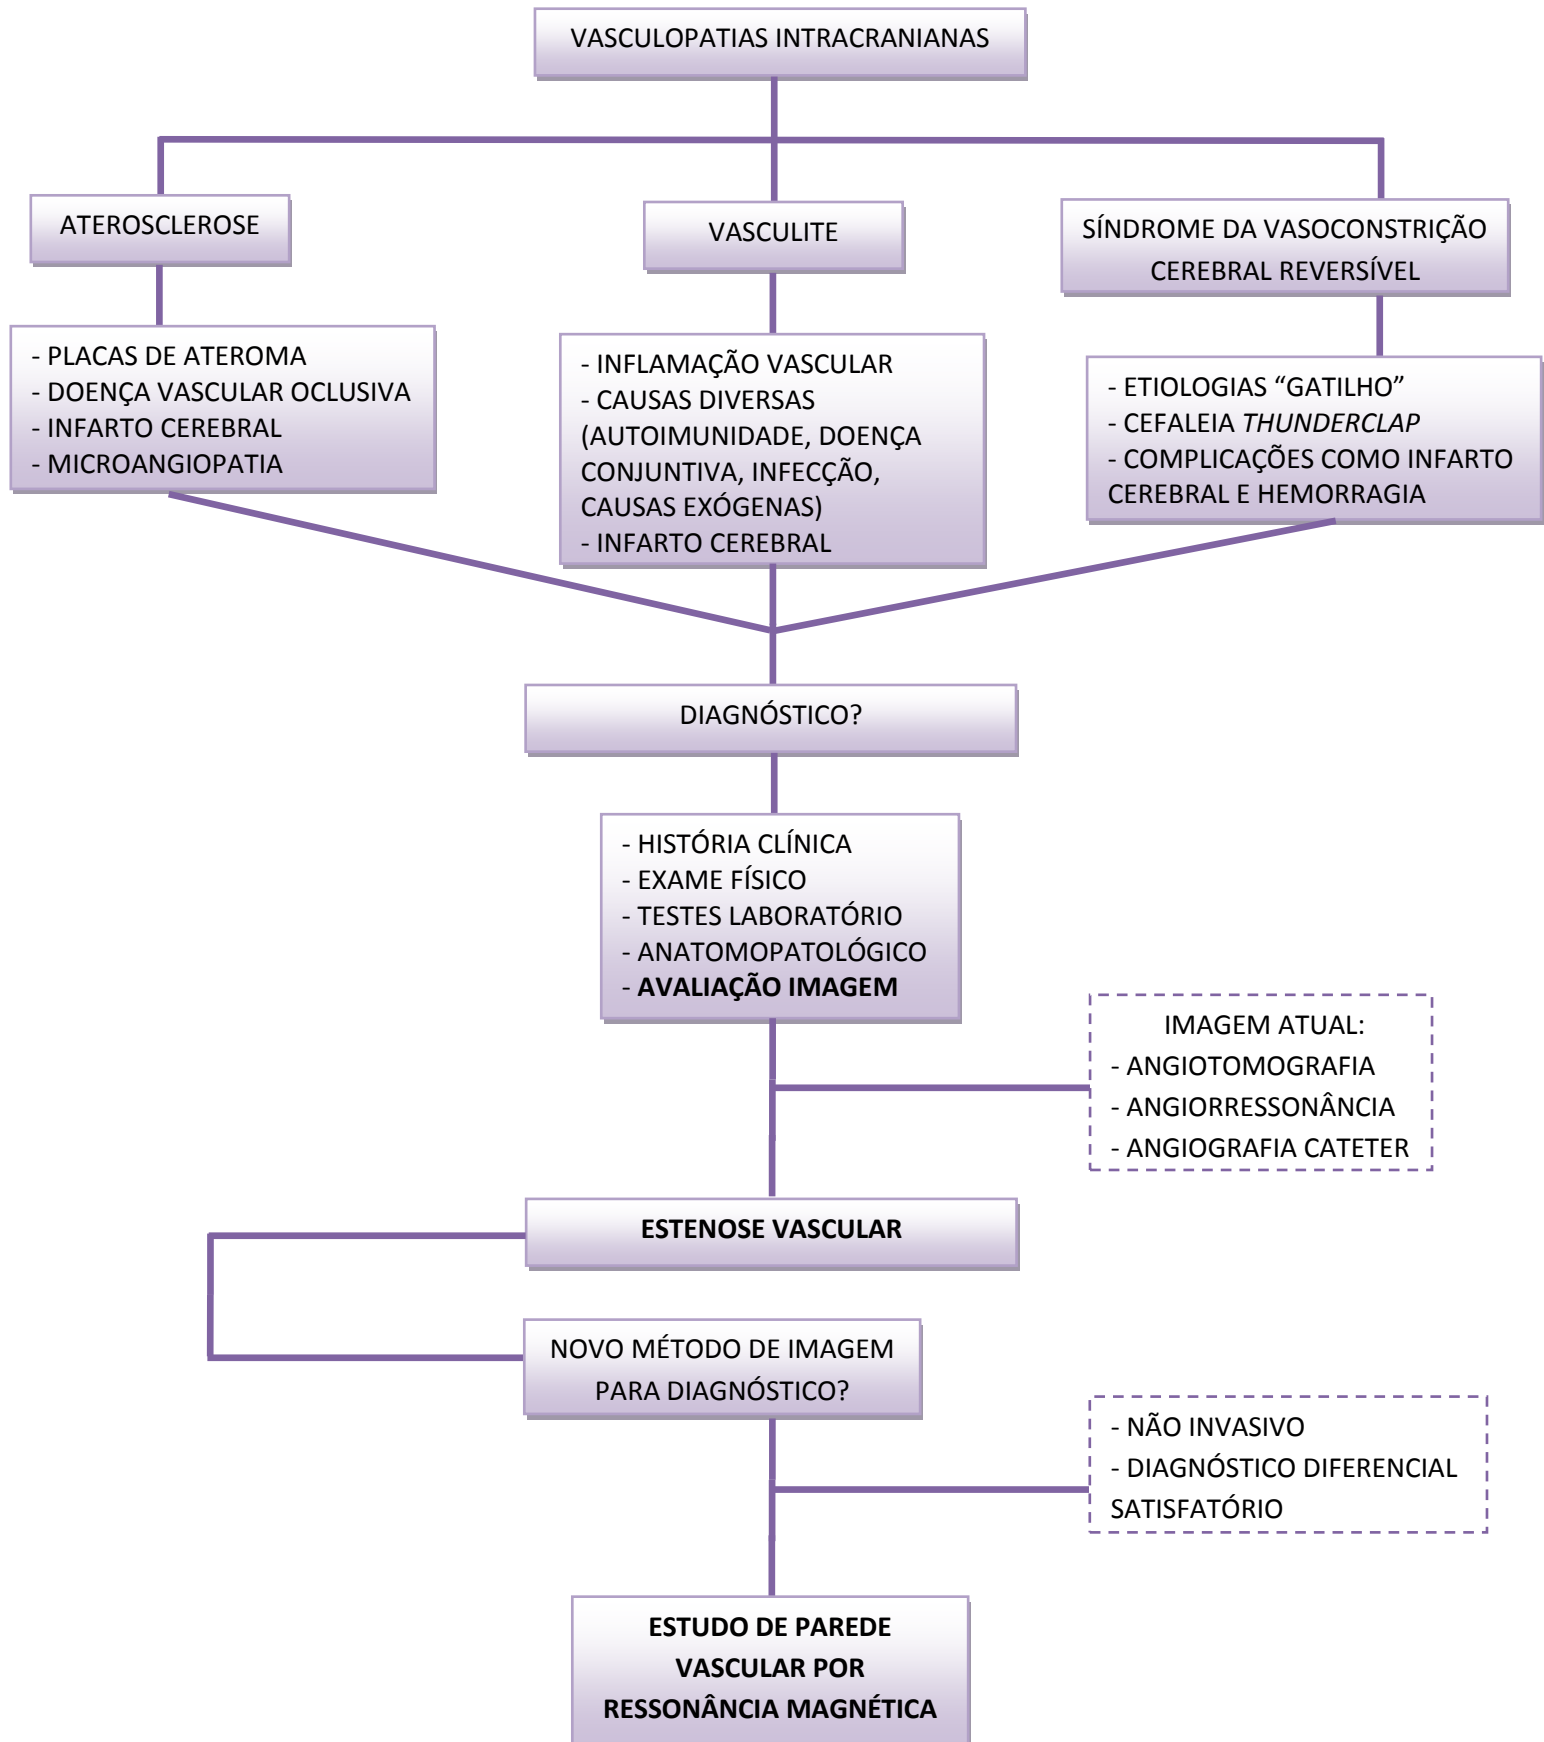 VASCULOPATIAS INTRACRANIANAS
ATEROSCLEROSE
VASCULITE
SÍNDROME DA VASOCONSTRIÇÃO
CEREBRAL REVERSÍVEL
- PLACAS DE ATEROMA
- DOENÇA VASCULAR OCLUSIVA
- INFARTO CEREBRAL
- MICROANGIOPATIA
- INFLAMAÇÃO VASCULAR
- CAUSAS DIVERSAS
(AUTOIMUNIDADE, DOENÇA
CONJUNTIVA, INFECÇÃO,
CAUSAS EXÓGENAS)
- INFARTO CEREBRAL
- ETIOLOGIAS “GATILHO”
- CEFALEIA THUNDERCLAP
- COMPLICAÇÕES COMO INFARTO
CEREBRAL E HEMORRAGIA
DIAGNÓSTICO?
- HISTÓRIA CLÍNICA
- EXAME FÍSICO
- TESTES LABORATÓRIO
- ANATOMOPATOLÓGICO
- AVALIAÇÃO IMAGEM
IMAGEM ATUAL:
- ANGIOTOMOGRAFIA
- ANGIORRESSONÂNCIA
- ANGIOGRAFIA CATETER
ESTENOSE VASCULAR
NOVO MÉTODO DE IMAGEM
PARA DIAGNÓSTICO?
- NÃO INVASIVO
- DIAGNÓSTICO DIFERENCIAL
SATISFATÓRIO
ESTUDO DE PAREDE
VASCULAR POR
RESSONÂNCIA MAGNÉTICA